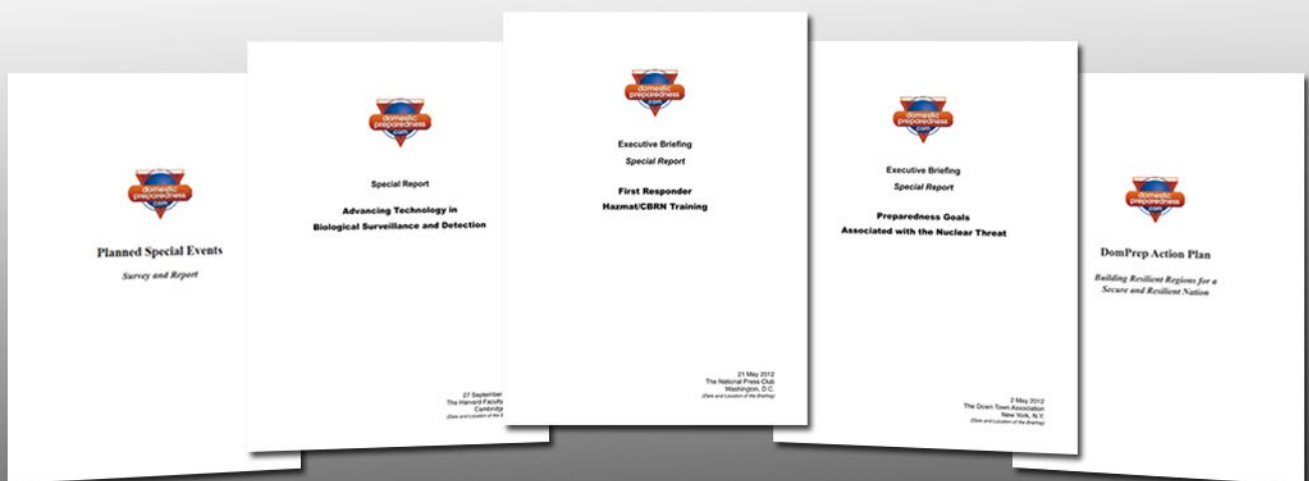 domestic
preparedness
.com
Planned Special Events
Survey and Report
domestic
preparedness
.com
Special Report
Advancing Technology in
Biological Surveillance and Detection
27 September
The Harvard Faculty
Cambridge
(Date and Location of the
domestic
preparedness
.com
Executive Briefing
Special Report
First Responder
Hazmat/CBRN Training
21 May 2012
The National Press Club
Washington, D.C.
(Date and Location of the Briefing)
domestic
preparedness
.com
Executive Briefing
Special Report
Preparedness Goals
Associated with the Nuclear Threat
2 May 2012
The Down Town Association
New York, N.Y.
(Date and Location of the Briefing)
domestic
preparedness
.com
DomPrep Action Plan
Building Resilient Regions for a
Secure and Resilient Nation